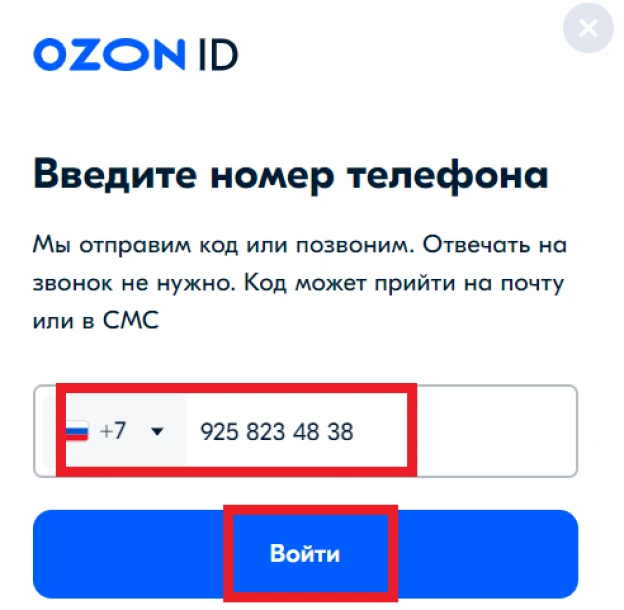 OZON ID
Введите номер телефона
Мы отправим код или позвоним. Отвечать на
звонок не нужно. Код может прийти на почту
или в СМС
+7 925 823 48 38
Войти